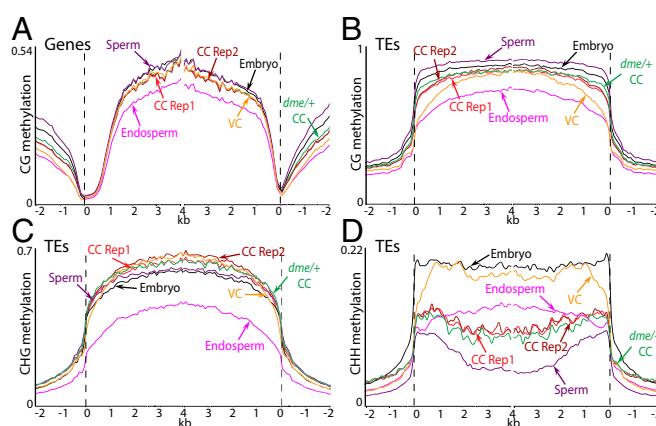 A
Genes
0.54
CG methylation
0
Sperm
CC Rep2
Embryo
CC Rep1
VC
dme/+
CC
Endosperm
-2 -1 0 1 2 3 4 3 2 1 0 -1 -2
kb
B
TEs
1
CG methylation
0
CC Rep2
Sperm
Embryo
dme/+
CC
CC Rep1
VC
Endosperm
-2 -1 0 1 2 3 4 3 2 1 0 -1 -2
kb
C
TEs
0.7
CHG methylation
0
CC Rep1
CC Rep2
Sperm
Embryo
dme/+
CC
VC
Endosperm
-2 -1 0 1 2 3 4 3 2 1 0 -1 -2
kb
D
TEs
0.22
CHH methylation
0
Embryo
VC
Endosperm
CC Rep2
CC Rep1
dme/+
CC
Sperm
-2 -1 0 1 2 3 4 3 2 1 0 -1 -2
kb